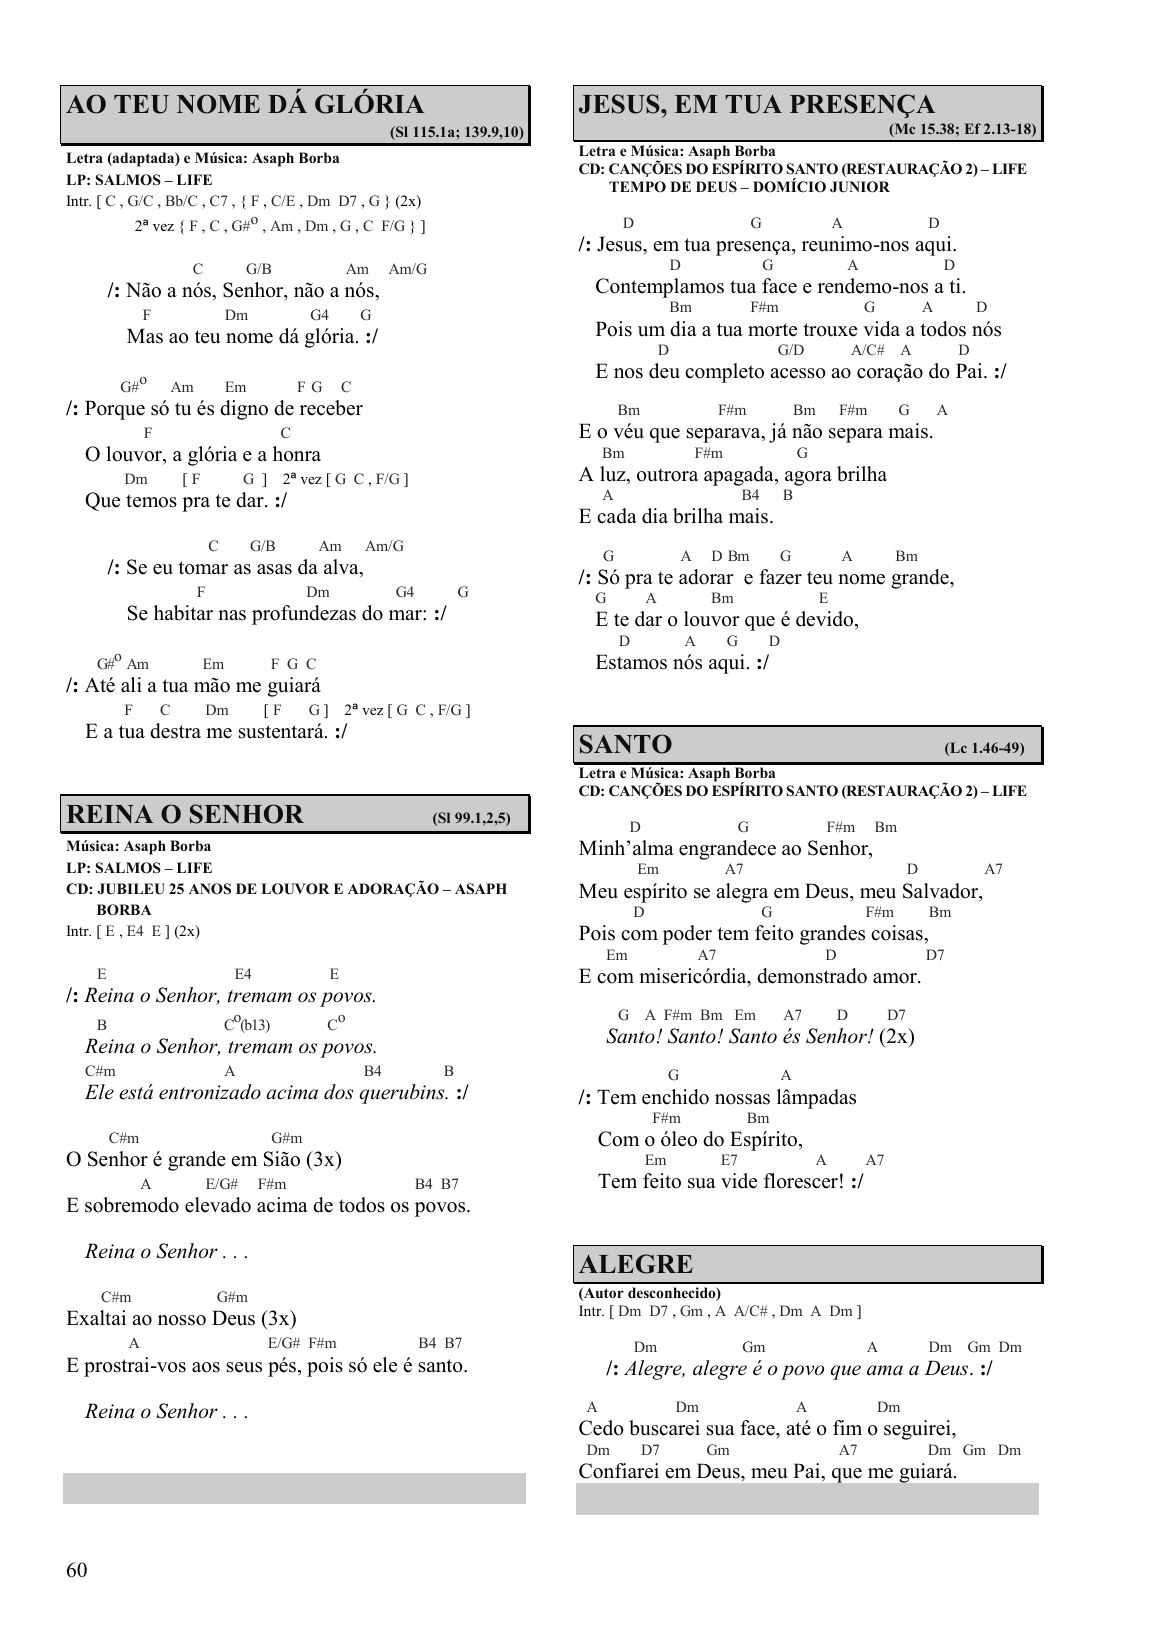 AO TEU NOME DÁ GLÓRIA
(Sl 115.1a; 139.9,10)
Letra (adaptada) e Música: Asaph Borba
LP: SALMOS – LIFE
Intr. [ C , G/C , Bb/C , C7 , { F , C/E , Dm D7 , G } (2x)
2ª vez { F , C , G#º , Am , Dm , G , C F/G } ]
C G/B Am Am/G
/: Não a nós, Senhor, não a nós,
F Dm G4 G
Mas ao teu nome dá glória. :/
G#º Am Em F G C
/: Porque só tu és digno de receber
F C
O louvor, a glória e a honra
Dm [ F G ] 2ª vez [ G C , F/G ]
Que temos pra te dar. :/
C G/B Am Am/G
/: Se eu tomar as asas da alva,
F Dm G4 G
Se habitar nas profundezas do mar: :/
G#º Am Em F G C
/: Até ali a tua mão me guiará
F C Dm [ F G ] 2ª vez [ G C , F/G ]
E a tua destra me sustentará. :/
REINA O SENHOR (Sl 99.1,2,5)
Música: Asaph Borba
LP: SALMOS – LIFE
CD: JUBILEU 25 ANOS DE LOUVOR E ADORAÇÃO – ASAPH
BORBA
Intr. [ E , E4 E ] (2x)
E E4 E
/: Reina o Senhor, tremam os povos.
B Cº(b13) Cº
Reina o Senhor, tremam os povos.
C#m A B4 B
Ele está entronizado acima dos querubins. :/
C#m G#m
O Senhor é grande em Sião (3x)
A E/G# F#m B4 B7
E sobremodo elevado acima de todos os povos.
Reina o Senhor . . .
C#m G#m
Exaltai ao nosso Deus (3x)
A E/G# F#m B4 B7
E prostrai-vos aos seus pés, pois só ele é santo.
Reina o Senhor . . .
60
JESUS, EM TUA PRESENÇA
(Mc 15.38; Ef 2.13-18)
Letra e Música: Asaph Borba
CD: CANÇÕES DO ESPÍRITO SANTO (RESTAURAÇÃO 2) – LIFE
TEMPO DE DEUS – DOMÍCIO JUNIOR
D G A D
/: Jesus, em tua presença, reunimo-nos aqui.
D G A D
Contemplamos tua face e rendemo-nos a ti.
Bm F#m G A D
Pois um dia a tua morte trouxe vida a todos nós
D G/D A/C# A D
E nos deu completo acesso ao coração do Pai. :/
Bm F#m Bm F#m G A
E o véu que separava, já não separa mais.
Bm F#m G
A luz, outrora apagada, agora brilha
A B4 B
E cada dia brilha mais.
G A D Bm G A Bm
/: Só pra te adorar e fazer teu nome grande,
G A Bm E
E te dar o louvor que é devido,
D A G D
Estamos nós aqui. :/
SANTO (Lc 1.46-49)
Letra e Música: Asaph Borba
CD: CANÇÕES DO ESPÍRITO SANTO (RESTAURAÇÃO 2) – LIFE
D G F#m Bm
Minh’alma engrandece ao Senhor,
Em A7 D A7
Meu espírito se alegra em Deus, meu Salvador,
D G F#m Bm
Pois com poder tem feito grandes coisas,
Em A7 D D7
E com misericórdia, demonstrado amor.
G A F#m Bm Em A7 D D7
Santo! Santo! Santo és Senhor! (2x)
G A
/: Tem enchido nossas lâmpadas
F#m Bm
Com o óleo do Espírito,
Em E7 A A7
Tem feito sua vide florescer! :/
ALEGRE
(Autor desconhecido)
Intr. [ Dm D7 , Gm , A A/C# , Dm A Dm ]
Dm Gm A Dm Gm Dm
/: Alegre, alegre é o povo que ama a Deus. :/
A Dm A Dm
Cedo buscarei sua face, até o fim o seguirei,
Dm D7 Gm A7 Dm Gm Dm
Confiarei em Deus, meu Pai, que me guiará.